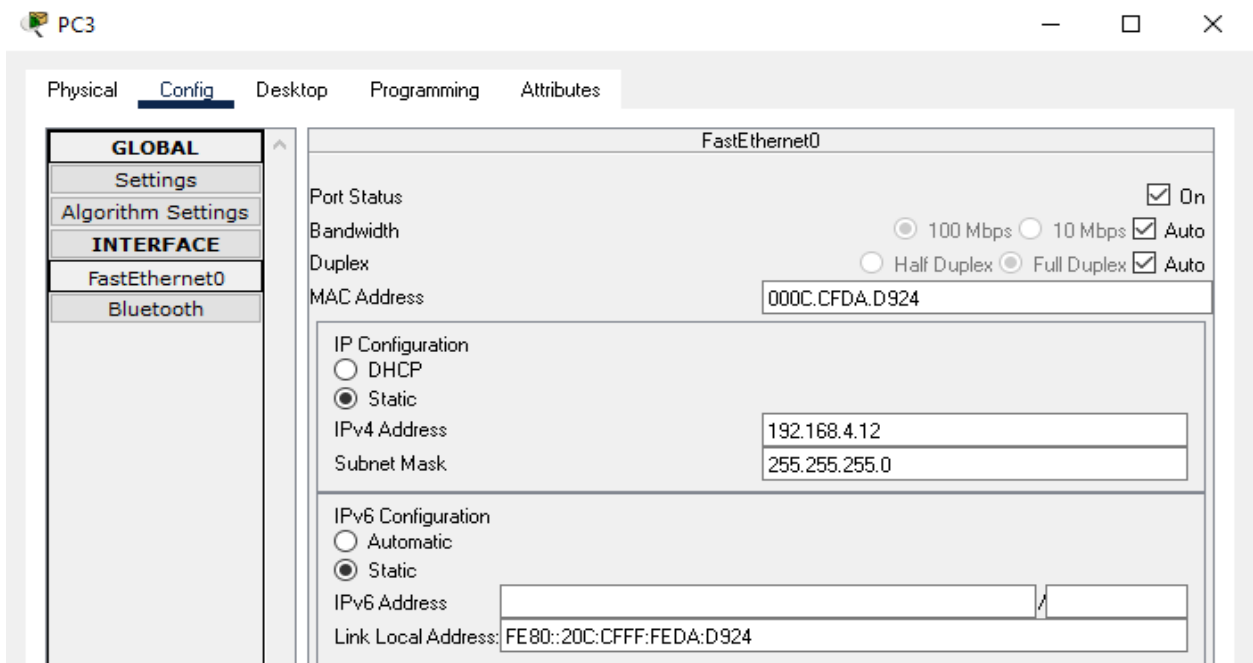 PC3
Physical Config Desktop Programming Attributes
GLOBAL
Settings
Algorithm Settings
INTERFACE
FastEthernet0
Bluetooth
FastEthernet0
Port Status On
Bandwidth 100 Mbps 10 Mbps Auto
Duplex Half Duplex Full Duplex Auto
MAC Address 000C.CFDA.D924
IP Configuration
DHCP
Static
IPv4 Address 192.168.4.12
Subnet Mask 255.255.255.0
IPv6 Configuration
Automatic
Static
IPv6 Address /
Link Local Address: FE80::20C:CFFF:FEDA:D924